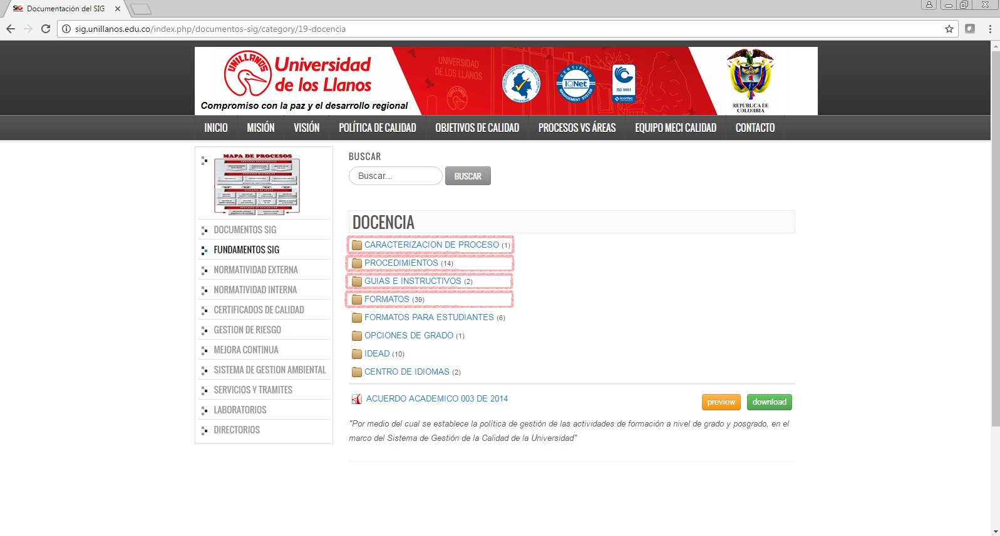 Documentación del SIG
sig.unillanos.edu.co/index.php/documentos-sig/category/19-docencia
UNILLANOS
Universidad
de los Llanos
Compromiso con la paz y el desarrollo regional
UNIVERSIDAD
DE LOS LLANOS
CERTIFIED
IQNet
MANAGEMENT SYSTEM
ISO 9001
icontec
REPÚBLICA DE
COLOMBIA
INICIO
MISIÓN
VISIÓN
POLÍTICA DE CALIDAD
OBJETIVOS DE CALIDAD
PROCESOS VS ÁREAS
EQUIPO MECI CALIDAD
CONTACTO
MAPA DE PROCESOS
DOCUMENTOS SIG
FUNDAMENTOS SIG
NORMATIVIDAD EXTERNA
NORMATIVIDAD INTERNA
CERTIFICADOS DE CALIDAD
GESTION DE RIESGO
MEJORA CONTINUA
SISTEMA DE GESTION AMBIENTAL
SERVICIOS Y TRAMITES
LABORATORIOS
DIRECTORIOS
BUSCAR
Buscar...
BUSCAR
DOCENCIA
CARACTERIZACION DE PROCESO (1)
PROCEDIMIENTOS (14)
GUIAS E INSTRUCTIVOS (2)
FORMATOS (39)
FORMATOS PARA ESTUDIANTES (6)
OPCIONES DE GRADO (1)
IDEAD (10)
CENTRO DE IDIOMAS (2)
ACUERDO ACADEMICO 003 DE 2014
preview
download
"Por medio del cual se establece la política de gestión de las actividades de formación a nivel de grado y posgrado, en el
marco del Sistema de Gestión de la Calidad de la Universidad"